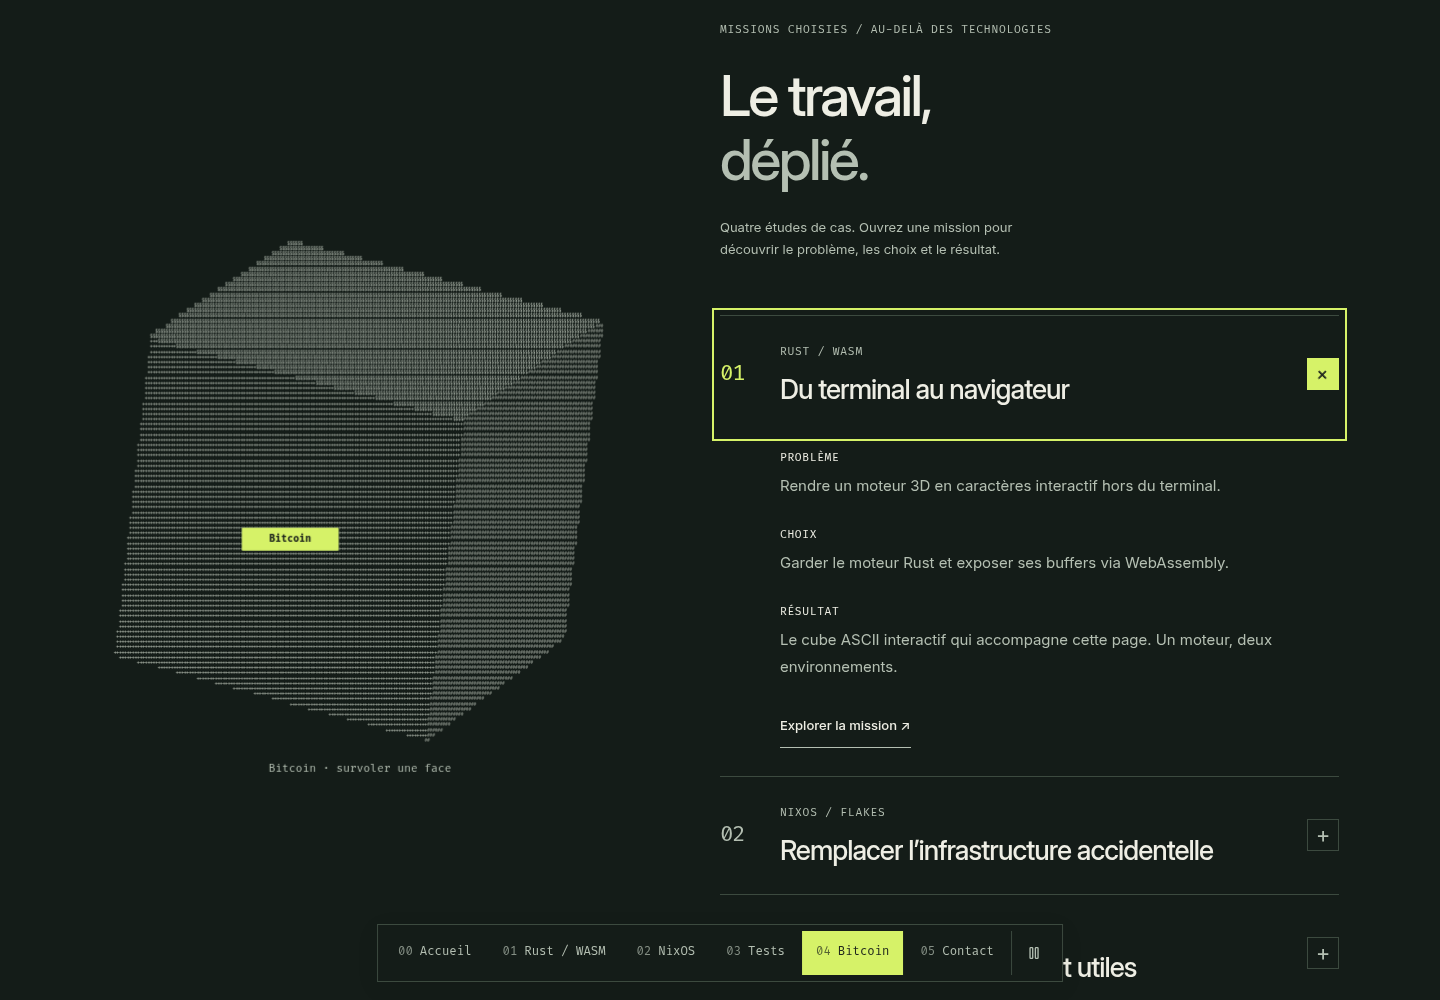 MISSIONS CHOISIES / AU-DELÀ DES TECHNOLOGIES
Le travail,
déplié.
Quatre études de cas. Ouvrez une mission pour
découvrir le problème, les choix et le résultat.
01
RUST / WASM
Du terminal au navigateur
×
PROBLÈME
Rendre un moteur 3D en caractères interactif hors du terminal.
CHOIX
Garder le moteur Rust et exposer ses buffers via WebAssembly.
RÉSULTAT
Le cube ASCII interactif qui accompagne cette page. Un moteur, deux
environnements.
Explorer la mission ↗
Bitcoin
Bitcoin · survoler une face
02
NIXOS / FLAKES
Remplacer l’infrastructure accidentelle
+
t utiles
+
00 Accueil
01 Rust / WASM
02 NixOS
03 Tests
04 Bitcoin
05 Contact